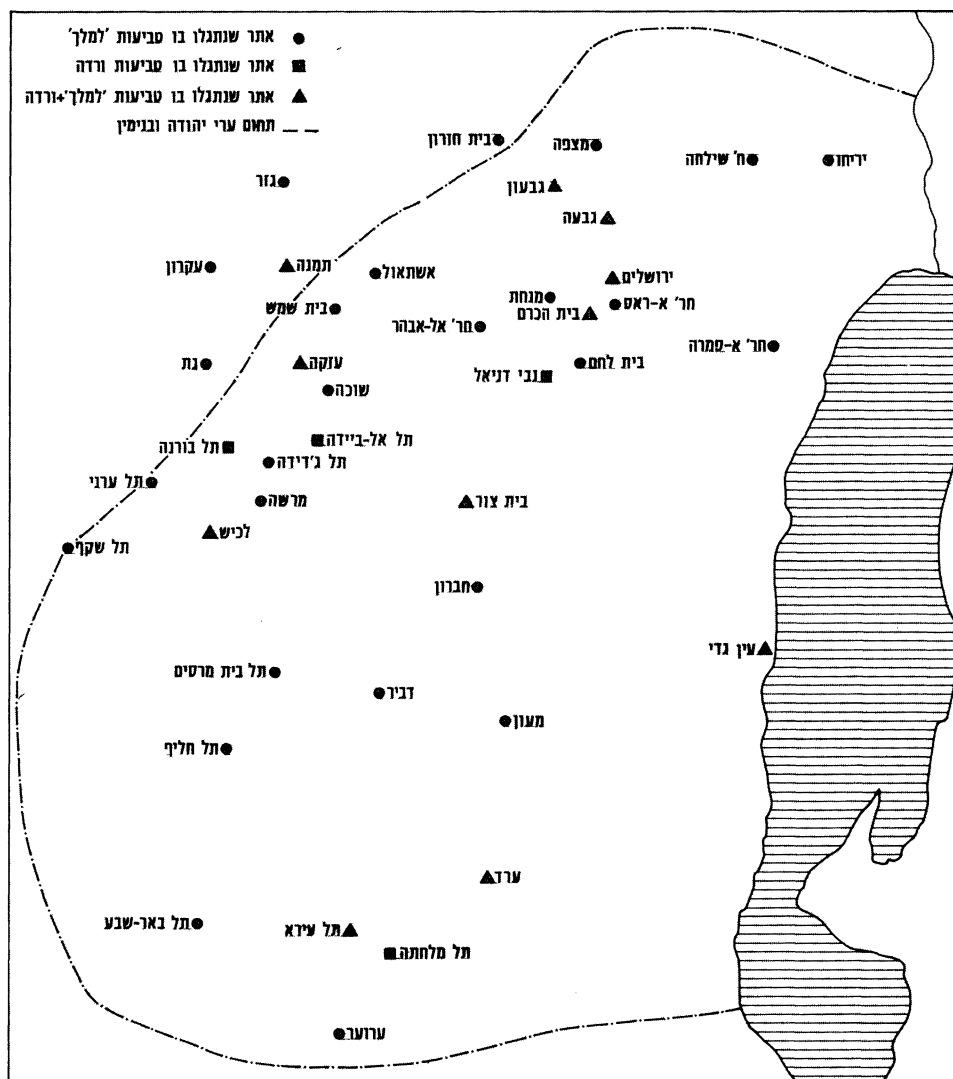 אתר שנתגלו בו טביעות 'למלך'
אתר שנתגלו בו טביעות ורדה
אתר שנתגלו בו טביעות 'למלך'+ורדה
תחום ערי יהודה ובנימין
בית חורון
מצפה
ח' שילחה
יריחו
גזר
גבעון
גבעה
עקרון
תמנה
אשתאול
ירושלים
מנחת
חר' א-ראס
בית שמש
בית הכרם
חר' אל-אבהר
חר' א-סמרה
גת
עזקה
בית לחם
נבי דניאל
שוכה
תל בורנה
תל אל-ביידה
תל ג'דידה
תל ערני
מרשה
בית צור
לכיש
תל שקף
חברון
עין גדי
תל בית מרסים
דביר
מעון
תל חליף
ערד
תל באר-שבע
תל עירא
תל מלחתה
ערוער